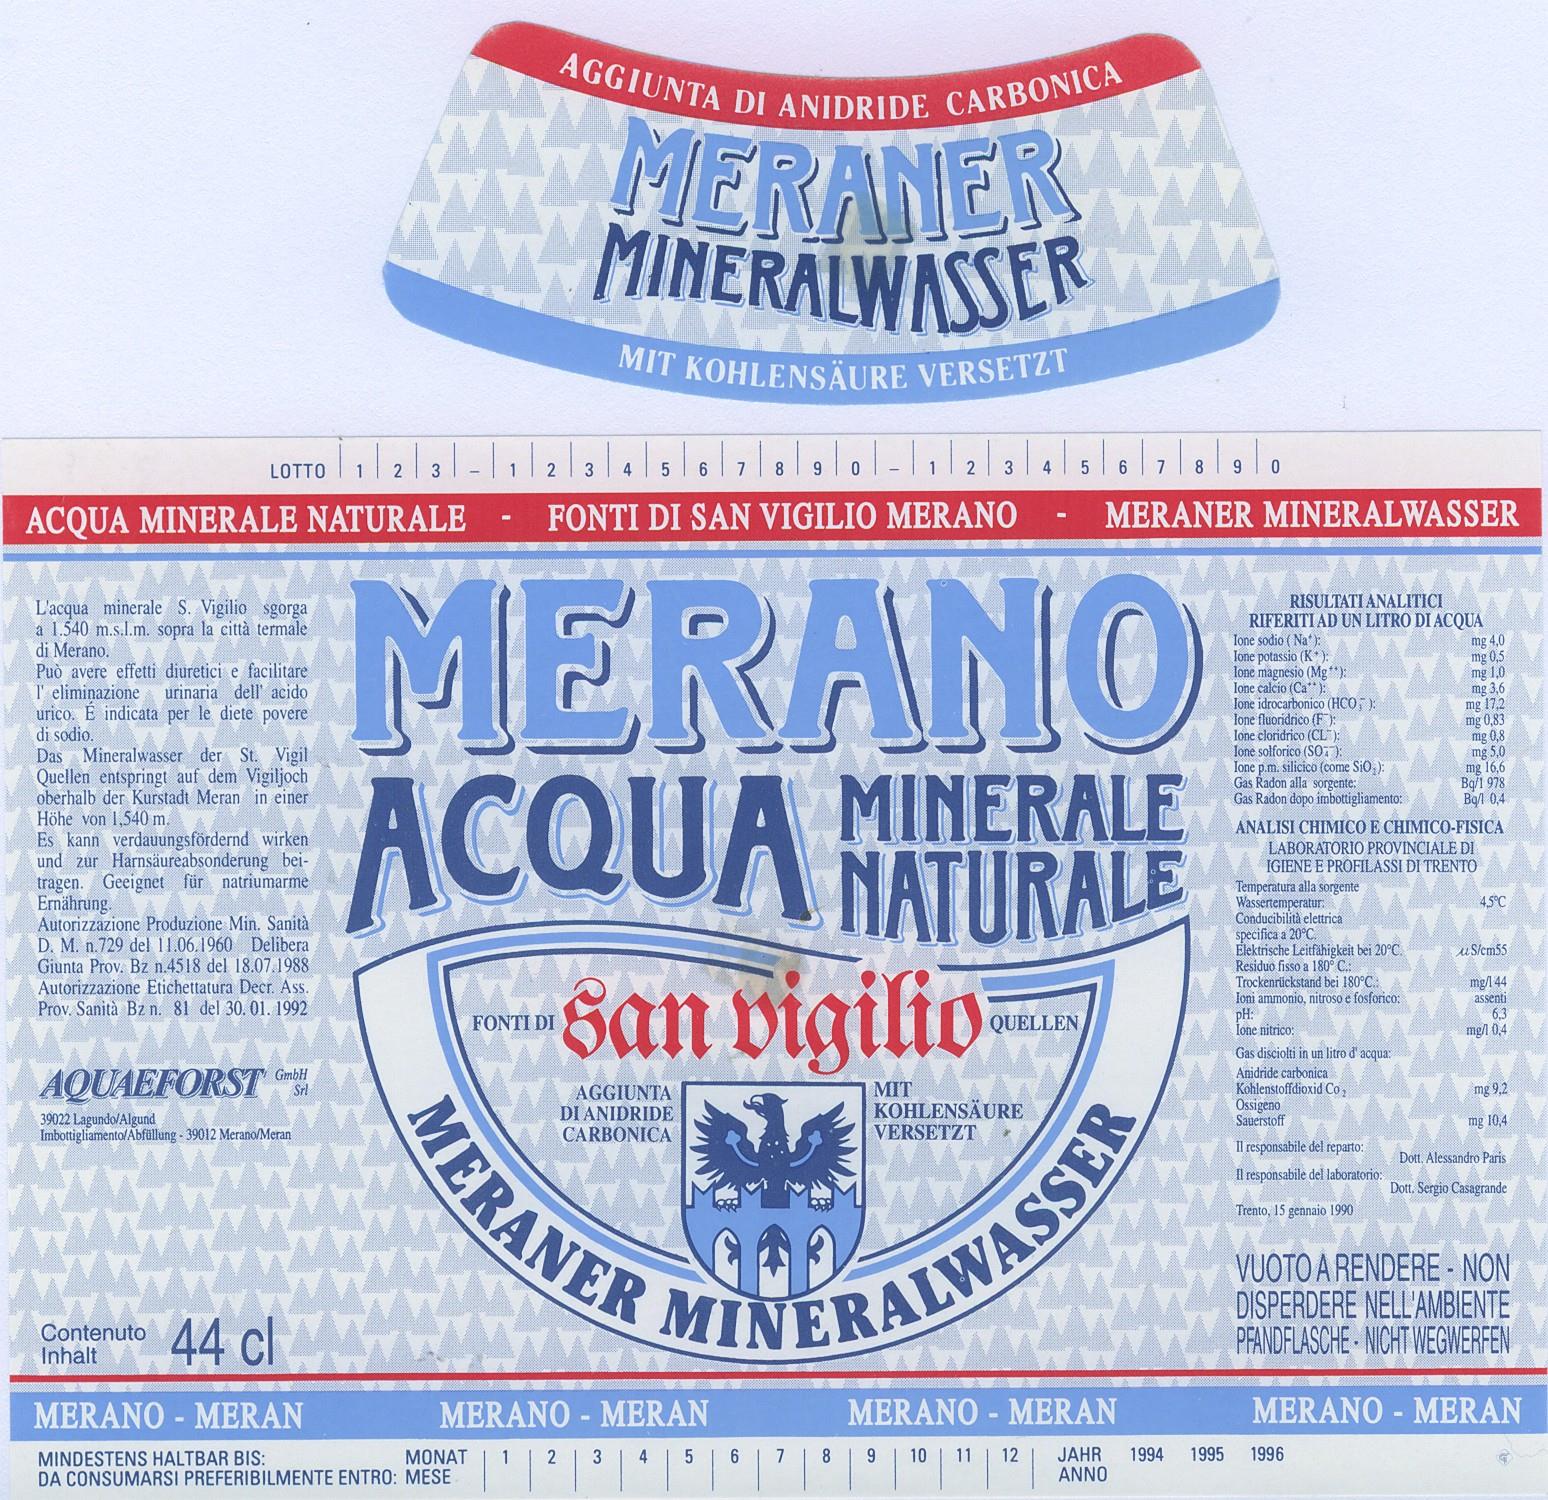 AGGIUNTA DI ANIDRIDE CARBONICA
MERANER
MINERALWASSER
MIT KOHLENSÄURE VERSETZT
LOTTO 1 2 3 – 1 2 3 4 5 6 7 8 9 0 – 1 2 3 4 5 6 7 8 9 0
ACQUA MINERALE NATURALE - FONTI DI SAN VIGILIO MERANO - MERANER MINERALWASSER
L'acqua minerale S. Vigilio sgorga
a 1.540 m.s.l.m. sopra la città termale
di Merano.
Può avere effetti diuretici e facilitare
l' eliminazione urinaria dell' acido
urico. É indicata per le diete povere
di sodio.
Das Mineralwasser der St. Vigil
Quellen entspringt auf dem Vigiljoch
oberhalb der Kurstadt Meran in einer
Höhe von 1,540 m.
Es kann verdauungsfördernd wirken
und zur Harnsäureabsonderung bei-
tragen. Geeignet für natriumarme
Ernährung.
Autorizzazione Produzione Min. Sanità
D. M. n.729 del 11.06.1960 Delibera
Giunta Prov. Bz n.4518 del 18.07.1988
Autorizzazione Etichettatura Decr. Ass.
Prov. Sanità Bz n. 81 del 30. 01. 1992
AQUAEFORST GmbH
Srl
39022 Lagundo/Algund
Imbottigliamento/Abfüllung - 39012 Merano/Meran
Contenuto
Inhalt 44 cl
MERANO
ACQUA MINERALE
NATURALE
FONTI DI san vigilio QUELLEN
AGGIUNTA
DI ANIDRIDE
CARBONICA
MIT
KOHLENSÄURE
VERSETZT
MERANER MINERALWASSER
RISULTATI ANALITICI
RIFERITI AD UN LITRO DI ACQUA
Ione sodio ( Na⁺): mg 4,0
Ione potassio (K⁺): mg 0,5
Ione magnesio (Mg⁺⁺): mg 1,0
Ione calcio (Ca⁺⁺): mg 3,6
Ione idrocarbonico (HCO₃⁻): mg 17,2
Ione fluoridrico (F⁻): mg 0,83
Ione cloridrico (CL⁻): mg 0,8
Ione solforico (SO₄⁻⁻): mg 5,0
Ione p.m. silicico (come SiO₂): mg 16,6
Gas Radon alla sorgente: Bq/l 978
Gas Radon dopo imbottigliamento: Bq/l 0,4
ANALISI CHIMICO E CHIMICO-FISICA
LABORATORIO PROVINCIALE DI
IGIENE E PROFILASSI DI TRENTO
Temperatura alla sorgente
Wassertemperatur: 4,5°C
Conducibilità elettrica
specifica a 20°C.
Elektrische Leitfähigkeit bei 20°C. µS/cm55
Residuo fisso a 180° C.:
Trockenrückstand bei 180°C.: mg/l 44
Ioni ammonio, nitroso e fosforico: assenti
pH: 6,3
Ione nitrico: mg/l 0,4
Gas disciolti in un litro d' acqua:
Anidride carbonica
Kohlenstoffdioxid Co₂ mg 9,2
Ossigeno
Sauerstoff mg 10,4
Il responsabile del reparto:
Dott. Alessandro Paris
Il responsabile del laboratorio:
Dott. Sergio Casagrande
Trento, 15 gennaio 1990
VUOTO A RENDERE - NON
DISPERDERE NELL'AMBIENTE
PFANDFLASCHE - NICHT WEGWERFEN
MERANO - MERAN MERANO - MERAN MERANO - MERAN MERANO - MERAN
MINDESTENS HALTBAR BIS: MONAT 1 2 3 4 5 6 7 8 9 10 11 12 JAHR 1994 1995 1996
DA CONSUMARSI PREFERIBILMENTE ENTRO: MESE ANNO